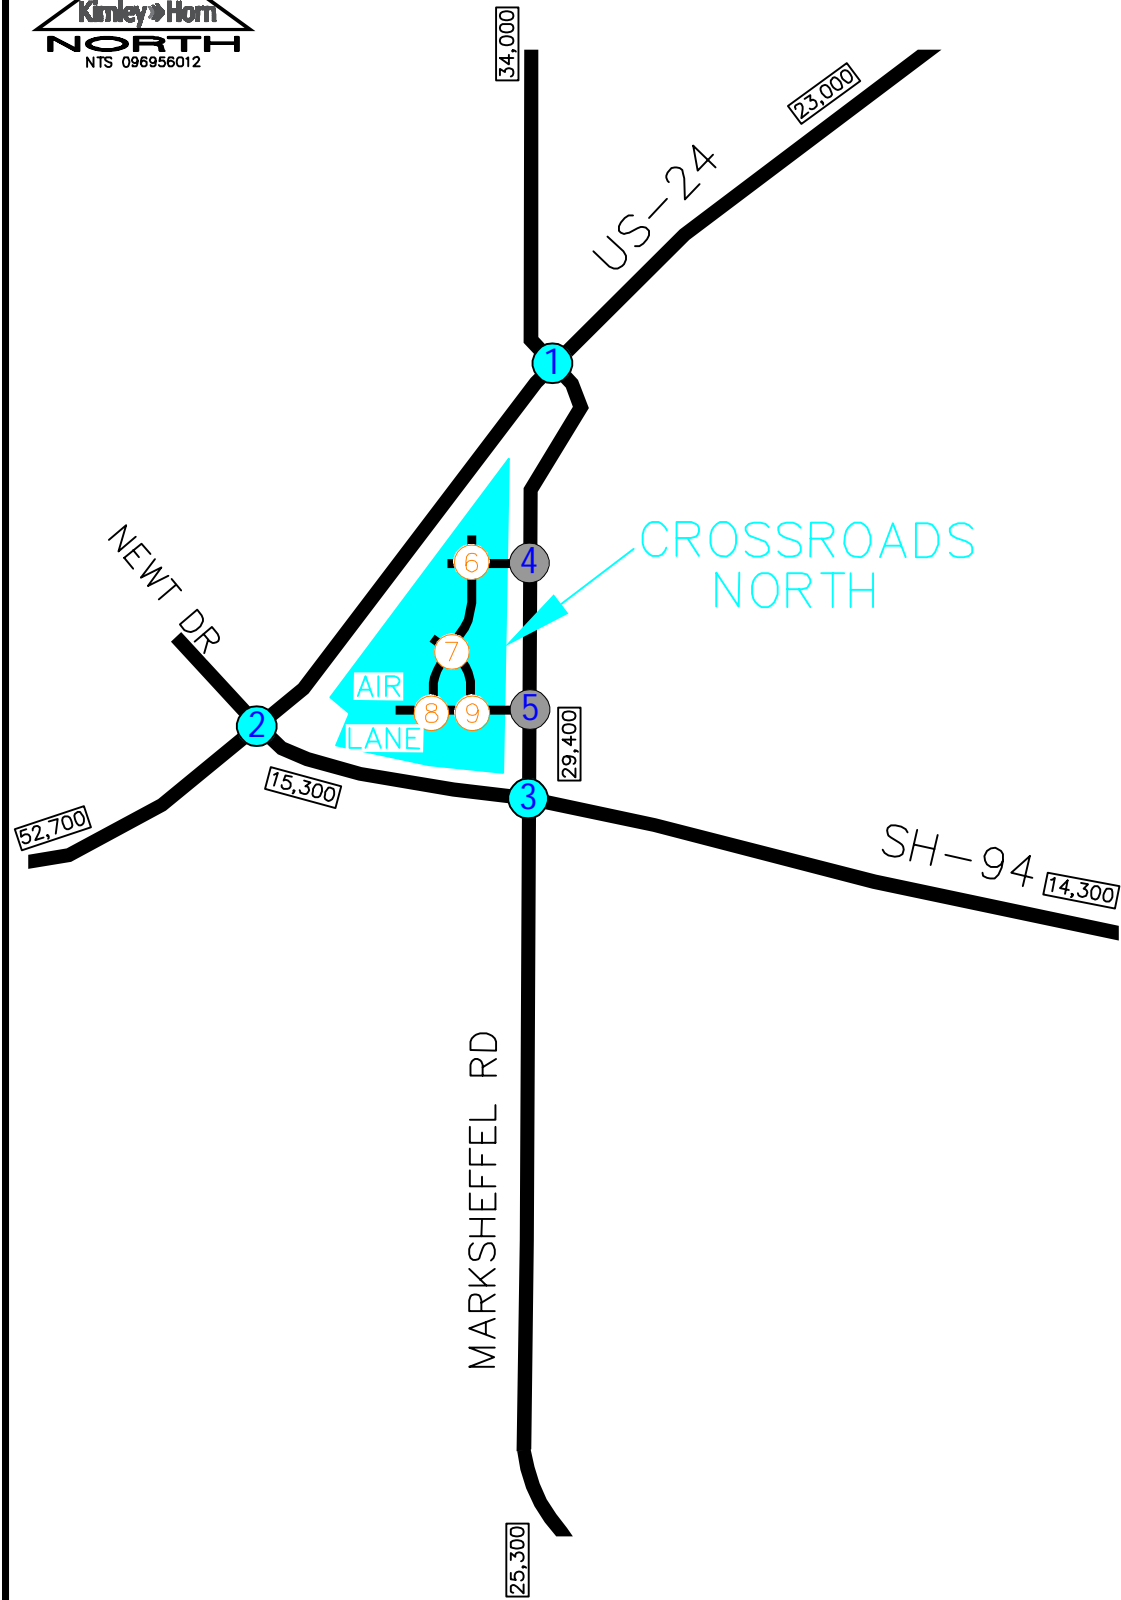 Kimley»Horn
NORTH
NTS 096956012
34,000
23,000
US-24
1
CROSSROADS
NORTH
NEWT DR
6
4
7
AIR
LANE
8
9
5
2
29,400
15,300
3
52,700
SH-94
14,300
MARKSHEFFEL RD
25,300